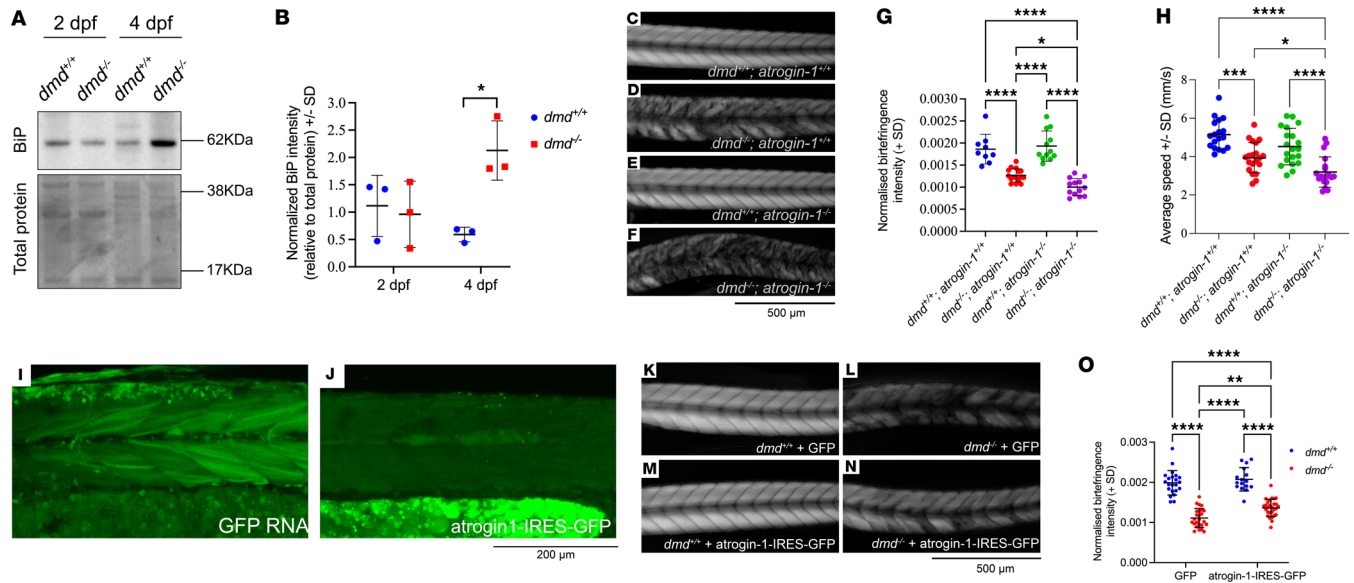 A
2 dpf 4 dpf
dmd+/+ dmd-/- dmd+/+ dmd-/-
BiP
62KDa
Total protein
38KDa
17KDa
B
Normalized BiP intensity
(relative to total protein) +/- SD
3.0
2.5
2.0
1.5
1.0
0.5
0.0
*
2 dpf 4 dpf
dmd+/+
dmd-/-
C
dmd+/+; atrogin-1+/+
D
dmd-/-; atrogin-1+/+
E
dmd+/+; atrogin-1-/-
F
dmd-/-; atrogin-1-/-
500 µm
G
Normalised birtefringence
intensity (+ SD)
0.0030
0.0025
0.0020
0.0015
0.0010
0.0005
0.0000
****
*
****
**** ****
dmd+/+; atrogin-1+/+
dmd-/-; atrogin-1+/+
dmd+/+; atrogin-1-/-
dmd-/-; atrogin-1-/-
H
Average speed +/- SD (mm/s)
8
6
4
2
0
****
*
*** ****
dmd+/+; atrogin-1+/+
dmd-/-; atrogin-1+/+
dmd+/+; atrogin-1-/-
dmd-/-; atrogin-1-/-
I
GFP RNA
J
atrogin1-IRES-GFP
200 µm
K
dmd+/+ + GFP
L
dmd-/- + GFP
M
dmd+/+ + atrogin-1-IRES-GFP
N
dmd-/- + atrogin-1-IRES-GFP
500 µm
O
Normalised birtefringence
intensity (+ SD)
0.003
0.002
0.001
0.000
****
**
****
**** ****
GFP atrogin-1-IRES-GFP
dmd+/+
dmd-/-